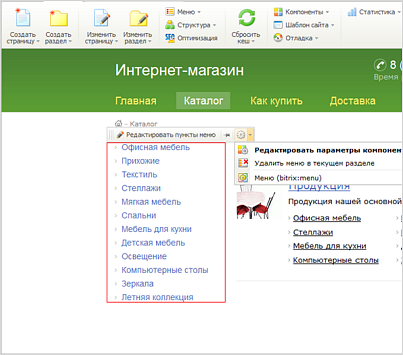 Создать страницу
Создать раздел
Изменить страницу
Изменить раздел
Меню
Структура
SEO Оптимизация
Сбросить кеш
Компоненты
Шаблон сайта
Отладка
Статистика
Интернет-магазин
8 (
Время
Главная
Каталог
Как купить
Доставка
Каталог
Редактировать пункты меню
Редактировать параметры компонен
Удалить меню в текущем разделе
Меню (bitrix:menu)
Офисная мебель
Прихожие
Текстиль
Стеллажи
Мягкая мебель
Спальни
Мебель для кухни
Детская мебель
Освещение
Компьютерные столы
Зеркала
Летняя коллекция
Продукция
Продукция нашей основной
Офисная мебель
Стеллажи
Мебель для кухни
Компьютерные столы